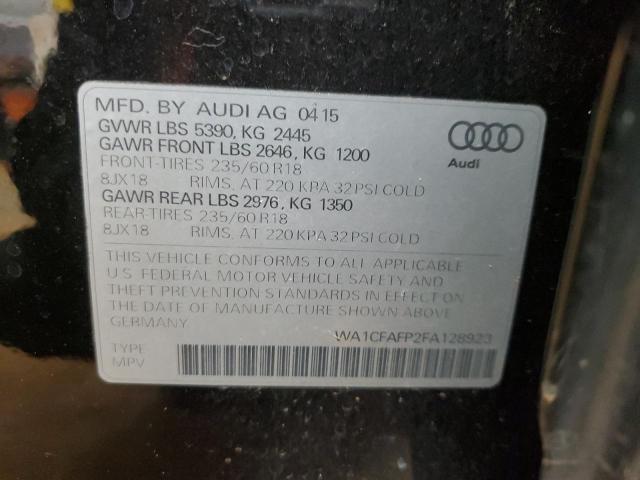 MFD. BY AUDI AG 04 15
GVWR LBS 5390, KG 2445
GAWR FRONT LBS 2646, KG 1200
FRONT-TIRES 235/60 R18
8JX18 RIMS, AT 220 KPA 32 PSI COLD
GAWR REAR LBS 2976, KG 1350
REAR-TIRES 235/60 R18
8JX18 RIMS, AT 220 KPA 32 PSI COLD
Audi
THIS VEHICLE CONFORMS TO ALL APPLICABLE
U.S. FEDERAL MOTOR VEHICLE SAFETY AND
THEFT PREVENTION STANDARDS IN EFFECT ON
THE DATE OF MANUFACTURE SHOWN ABOVE.
GERMANY
WA1CFAFP2FA128923
TYPE
MPV